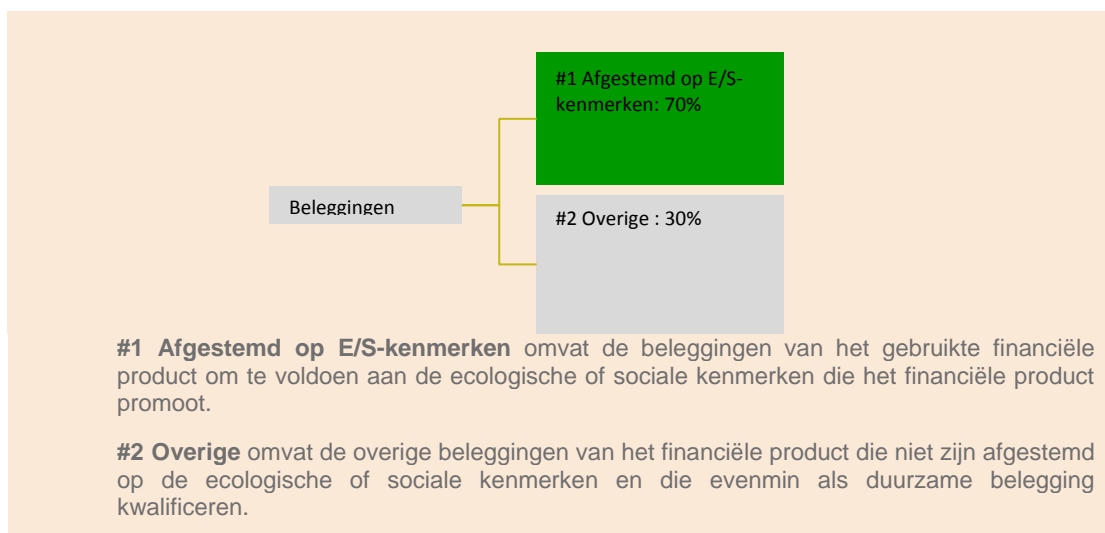 #1 Afgestemd op E/S-
kenmerken: 70%
Beleggingen
#2 Overige : 30%
#1 Afgestemd op E/S-kenmerken omvat de beleggingen van het gebruikte financiële
product om te voldoen aan de ecologische of sociale kenmerken die het financiële product
promoot.
#2 Overige omvat de overige beleggingen van het financiële product die niet zijn afgestemd
op de ecologische of sociale kenmerken en die evenmin als duurzame belegging
kwalificeren.